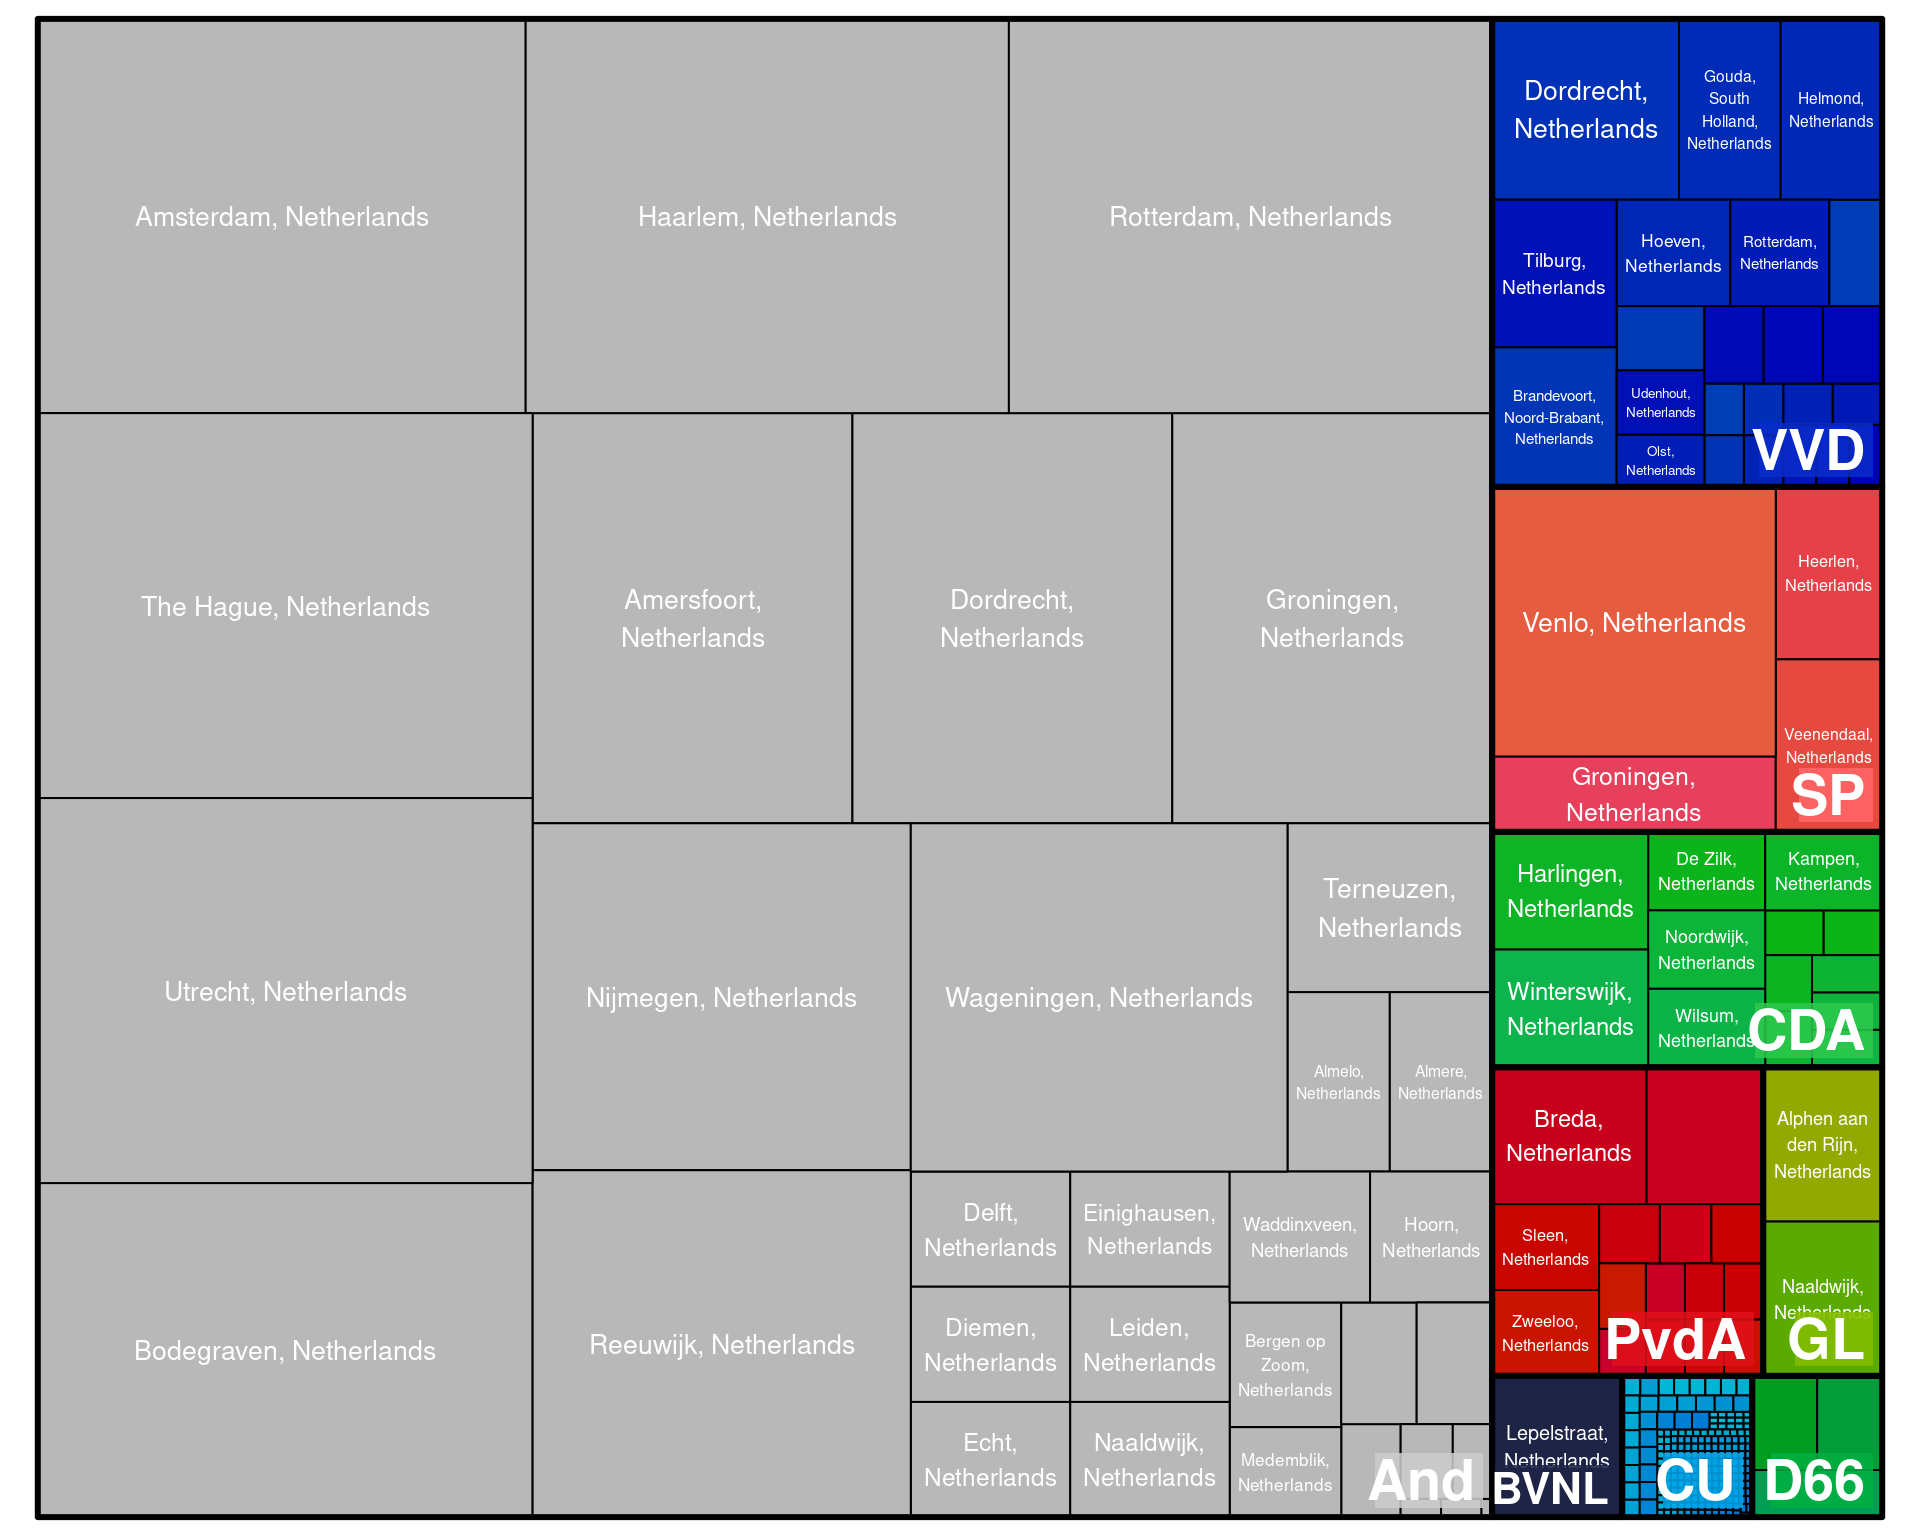 Amsterdam, Netherlands
Haarlem, Netherlands
Rotterdam, Netherlands
The Hague, Netherlands
Amersfoort,
Netherlands
Dordrecht,
Netherlands
Groningen,
Netherlands
Utrecht, Netherlands
Nijmegen, Netherlands
Wageningen, Netherlands
Terneuzen,
Netherlands
Almelo,
Netherlands
Almere,
Netherlands
Bodegraven, Netherlands
Reeuwijk, Netherlands
Delft,
Netherlands
Einighausen,
Netherlands
Waddinxveen,
Netherlands
Hoorn,
Netherlands
Diemen,
Netherlands
Leiden,
Netherlands
Bergen op
Zoom,
Netherlands
Echt,
Netherlands
Naaldwijk,
Netherlands
Medemblik,
Netherlands
And
Dordrecht,
Netherlands
Gouda,
South
Holland,
Netherlands
Helmond,
Netherlands
Tilburg,
Netherlands
Hoeven,
Netherlands
Rotterdam,
Netherlands
Brandevoort,
Noord-Brabant,
Netherlands
Udenhout,
Netherlands
Olst,
Netherlands
VVD
Venlo, Netherlands
Heerlen,
Netherlands
Veenendaal,
Netherlands
Groningen,
Netherlands
SP
Harlingen,
Netherlands
De Zilk,
Netherlands
Kampen,
Netherlands
Noordwijk,
Netherlands
Winterswijk,
Netherlands
Wilsum,
Netherlands
CDA
Breda,
Netherlands
Sleen,
Netherlands
Zweeloo,
Netherlands
PvdA
Alphen aan
den Rijn,
Netherlands
Naaldwijk,
Netherlands
GL
Lepelstraat,
Netherlands
BVNL
CU
D66